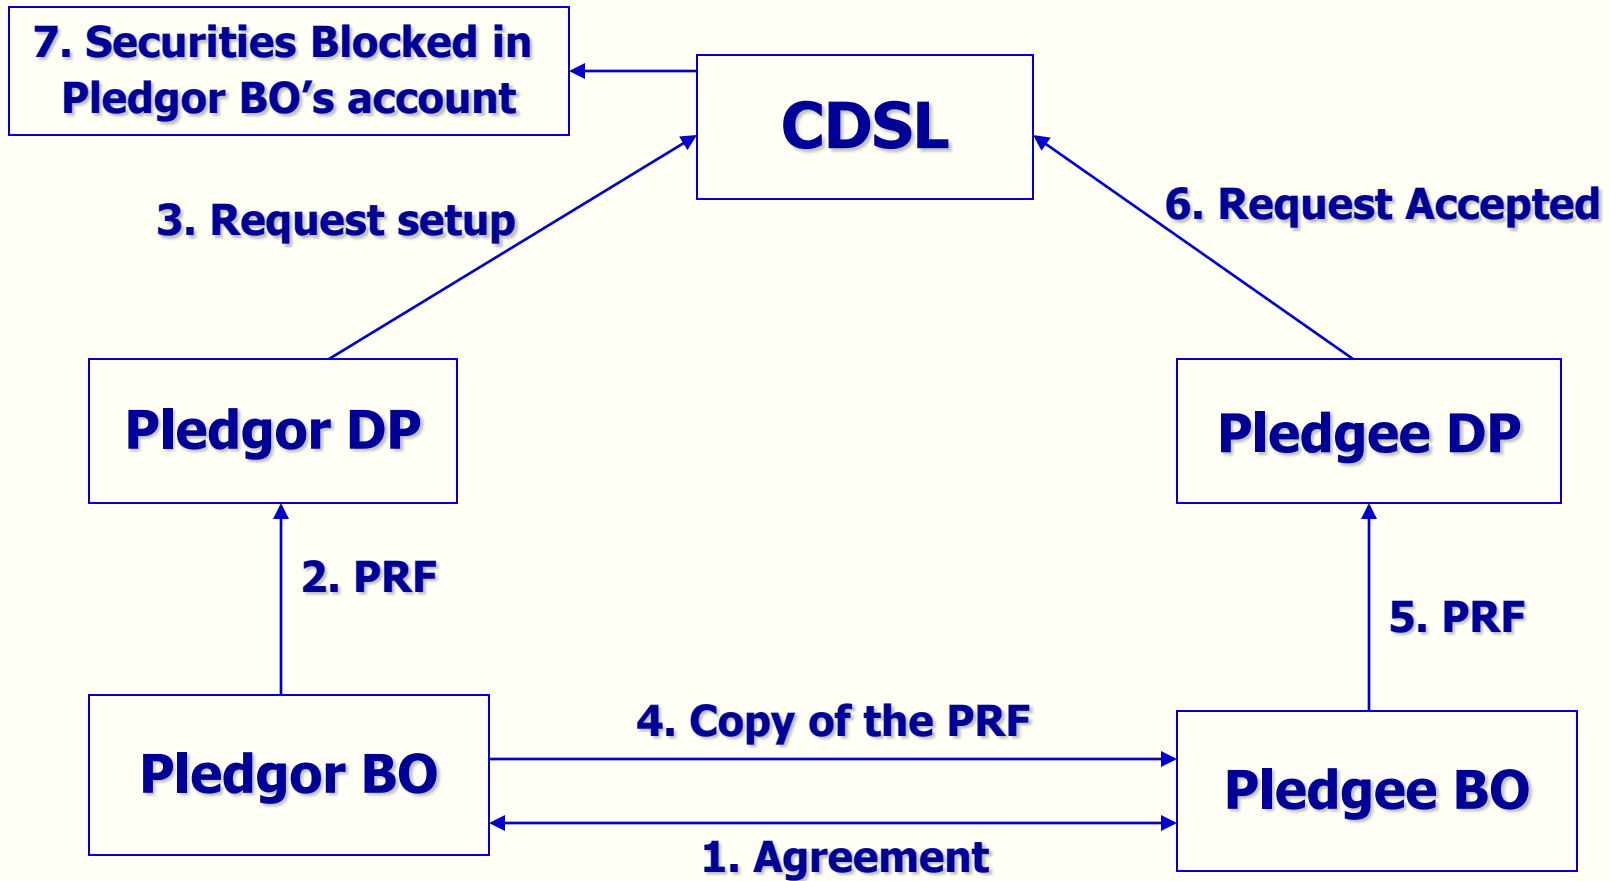 7. Securities Blocked in
Pledgor BO’s account
CDSL
3. Request setup
6. Request Accepted
Pledgor DP
Pledgee DP
2. PRF
5. PRF
4. Copy of the PRF
Pledgor BO
Pledgee BO
1. Agreement